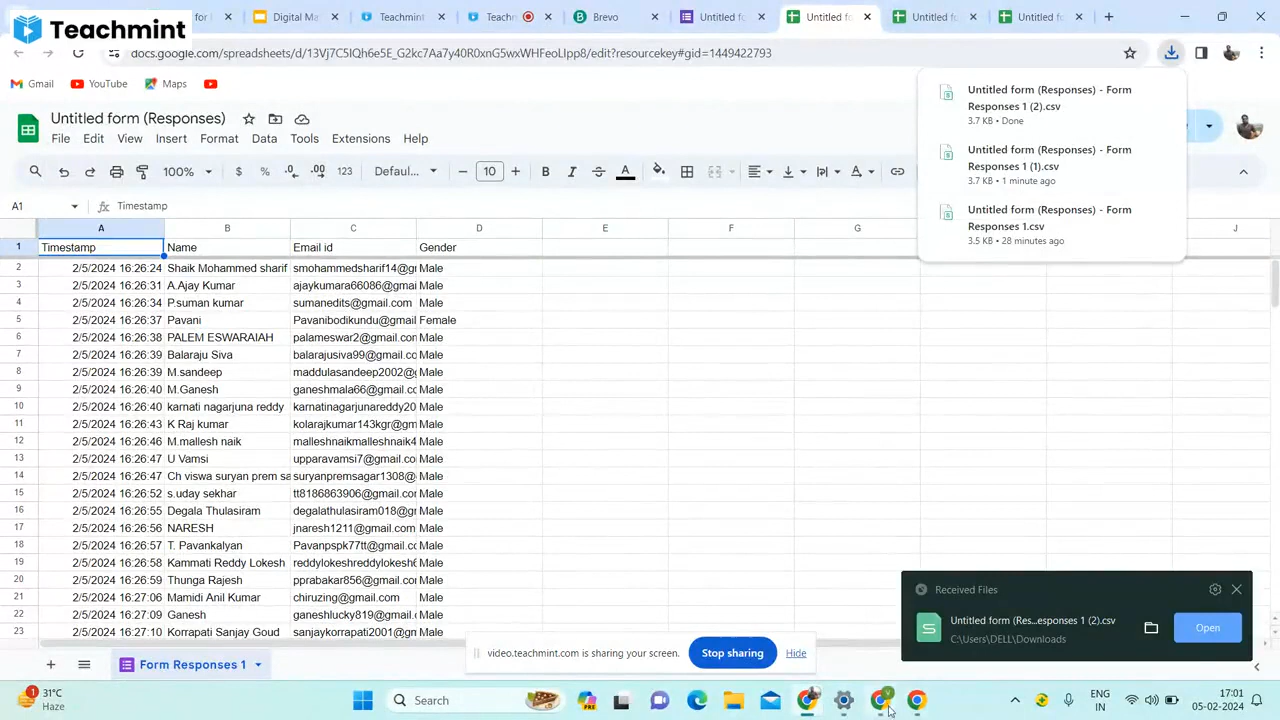 Teachmint
for
Digital Ma
Teachmint
Teachm
Bre
Untitled
Untitled fo
Untitled fo
Untitled fo
docs.google.com/spreadsheets/d/13Vj7C5IQh6e5E_G2kc7Aa7y40R0xnG5kcWHFeoLlpp8/edit?resourcekey#gid=1449422793
Gmail YouTube Maps
Untitled form (Responses)
File Edit View Insert Format Data Tools Extensions Help
100% $ % .0 .00 123 Defaul... 10 B I S A
A1 Timestamp
A B C D E F G J
1 Timestamp Name Email id Gender
2 2/5/2024 16:26:24 Shaik Mohammed sharif smohammedsharif14@gr Male
3 2/5/2024 16:26:31 A.Ajay Kumar ajaykumara66086@gmai Male
4 2/5/2024 16:26:34 P.suman kumar sumanedits@gmail.com Male
5 2/5/2024 16:26:37 Pavani Pavanibodikundu@gmail Female
6 2/5/2024 16:26:38 PALEM ESWARAIAH palameswar2@gmail.com Male
7 2/5/2024 16:26:39 Balaraju Siva balarajusiva99@gmail.co Male
8 2/5/2024 16:26:39 M.sandeep maddulasandeep2002@g Male
9 2/5/2024 16:26:40 M.Ganesh ganeshmala66@gmail.co Male
10 2/5/2024 16:26:40 karnati nagarjuna reddy karnatinagarjunareddy20 Male
11 2/5/2024 16:26:43 K Raj kumar kolarajkumar143kgr@gm Male
12 2/5/2024 16:26:46 M.mallesh naik malleshnaikmalleshnaik4 Male
13 2/5/2024 16:26:47 U Vamsi upparavamsi7@gmail.co Male
14 2/5/2024 16:26:47 Ch viswa suryan prem sa suryanpremsagar1308@ Male
15 2/5/2024 16:26:52 s.uday sekhar tt8186863906@gmail.com Male
16 2/5/2024 16:26:55 Degala Thulasiram degalathulasiram018@gr Male
17 2/5/2024 16:26:56 NARESH jnaresh1211@gmail.com Male
18 2/5/2024 16:26:57 T. Pavankalyan Pavanpspk77tt@gmail.c Male
19 2/5/2024 16:26:58 Kammati Reddy Lokesh reddylokeshreddylokesh6 Male
20 2/5/2024 16:26:59 Thunga Rajesh pprabakar856@gmail.co Male
21 2/5/2024 16:27:06 Mamidi Anil Kumar chiruzing@gmail.com Male
22 2/5/2024 16:27:09 Ganesh ganeshlucky819@gmail. Male
23 2/5/2024 16:27:10 Korrapati Sanjay Goud sanjaykorrapati2001@gm Male
Untitled form (Responses) - Form
Responses 1 (2).csv
3.7 KB • Done
Untitled form (Responses) - Form
Responses 1 (1).csv
3.7 KB • 1 minute ago
Untitled form (Responses) - Form
Responses 1.csv
3.5 KB • 28 minutes ago
Received Files
Untitled form (Res...esponses 1 (2).csv
C:\Users\DELL\Downloads
Open
video.teachmint.com is sharing your screen. Stop sharing Hide
Form Responses 1
1
31°C
Haze
Search
ENG
IN
17:01
05-02-2024